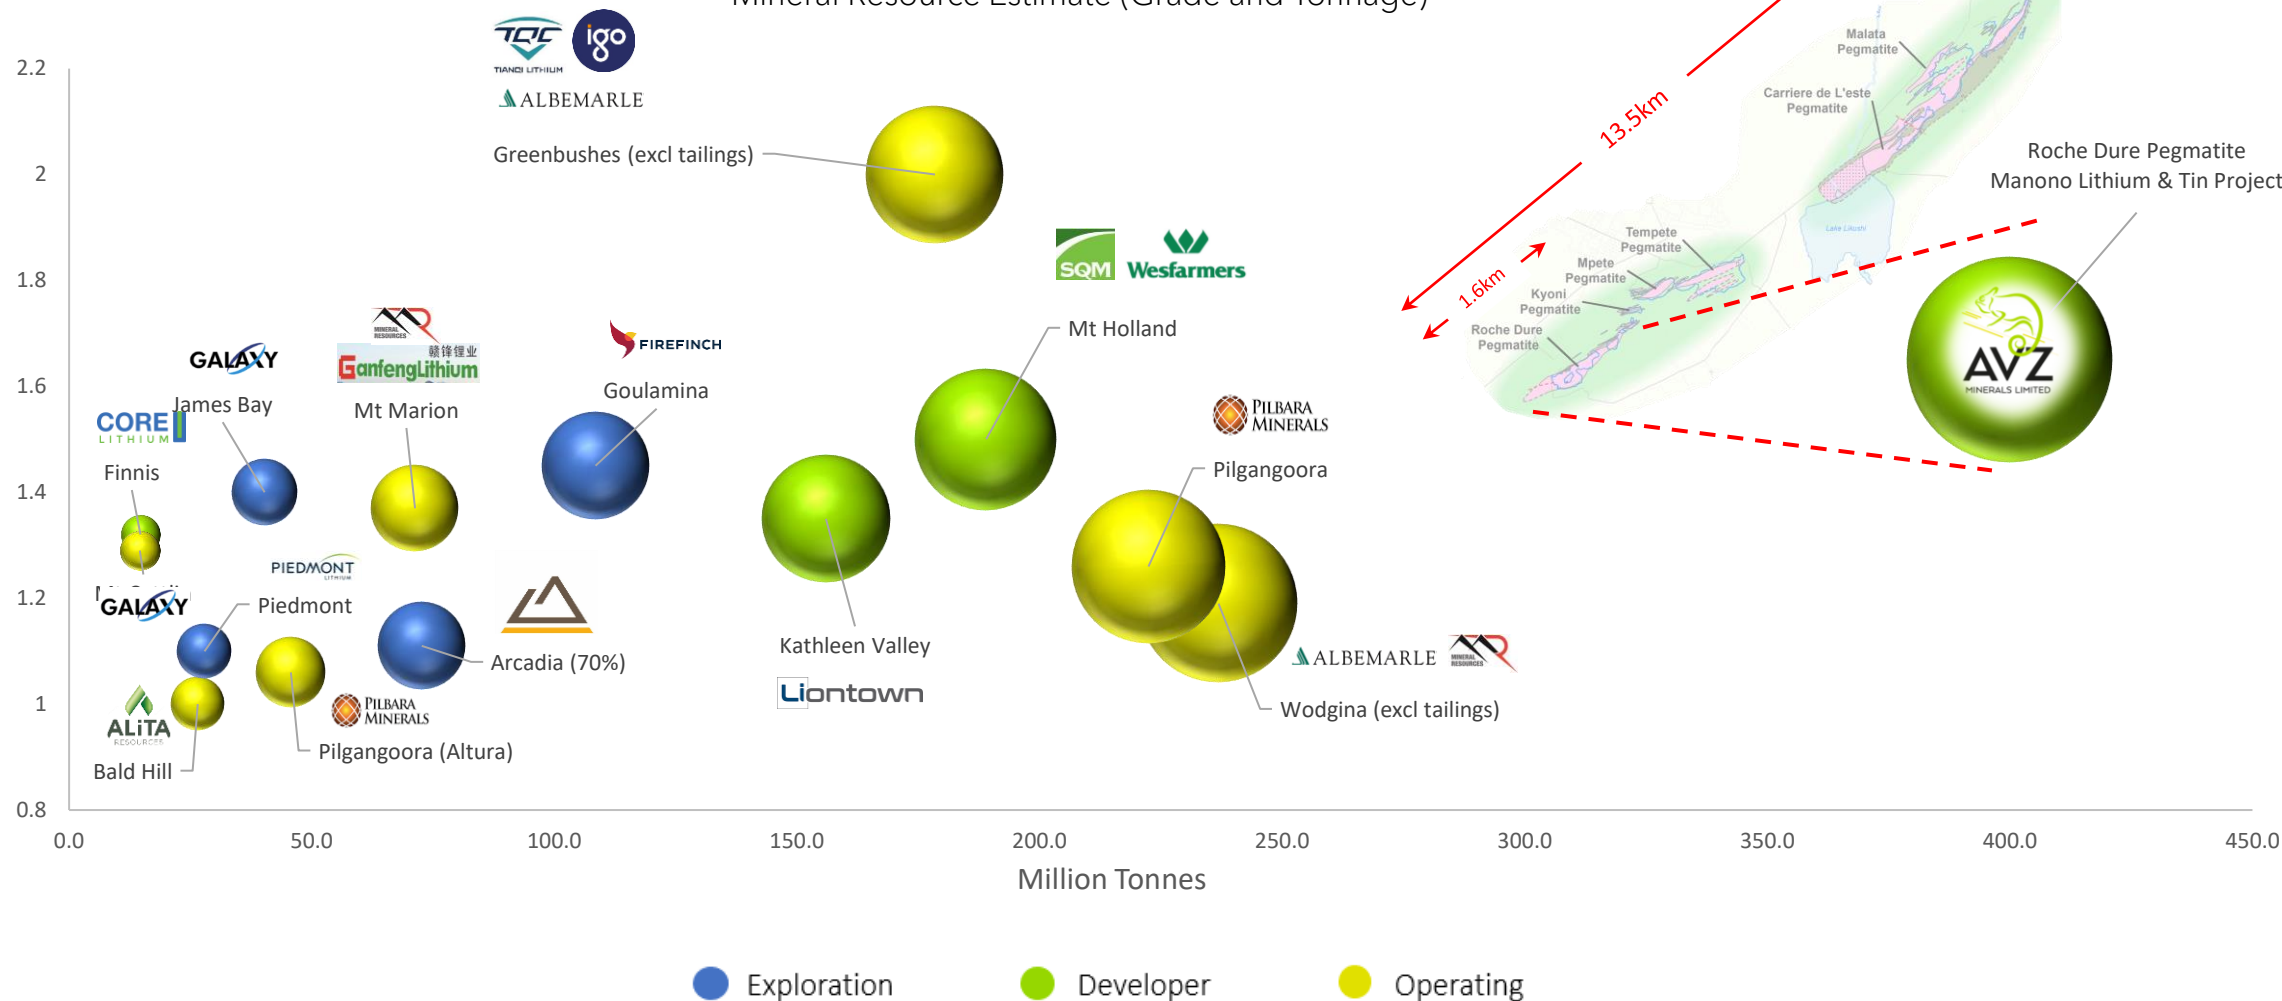 Mineral Resource Estimate (Grade and Tonnage)
TQC
TIANQI LITHIUM
igo
ALBEMARLE
Greenbushes (excl tailings)
2.2
2
1.8
1.6
1.4
1.2
1
0.8
SQM
Wesfarmers
Mt Holland
MINERAL
RESOURCES
赣锋锂业
GanfengLithium
Mt Marion
FIREFINCH
Goulamina
GALAXY
James Bay
CORE
LITHIUM
Finnis
GALAXY
PIEDMONT
LITHIUM
Piedmont
Arcadia (70%)
ALiTA
RESOURCES
Bald Hill
PILBARA
MINERALS
Pilgangoora (Altura)
Kathleen Valley
Liontown
PILBARA
MINERALS
Pilgangoora
ALBEMARLE
MINERAL
RESOURCES
Wodgina (excl tailings)
13.5km
1.6km
Malata
Pegmatite
Carriere de L'este
Pegmatite
Lake Likushi
Tempete
Pegmatite
Mpete
Pegmatite
Kyoni
Pegmatite
Roche Dure
Pegmatite
Roche Dure Pegmatite
Manono Lithium & Tin Project
AVZ
MINERALS LIMITED
0.0
50.0
100.0
150.0
200.0
250.0
300.0
350.0
400.0
450.0
Million Tonnes
Exploration
Developer
Operating